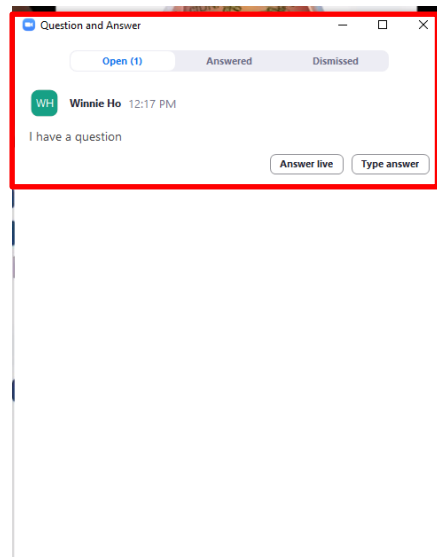 Question and Answer
Open (1) Answered Dismissed
WH Winnie Ho 12:17 PM
I have a question
Answer live Type answer